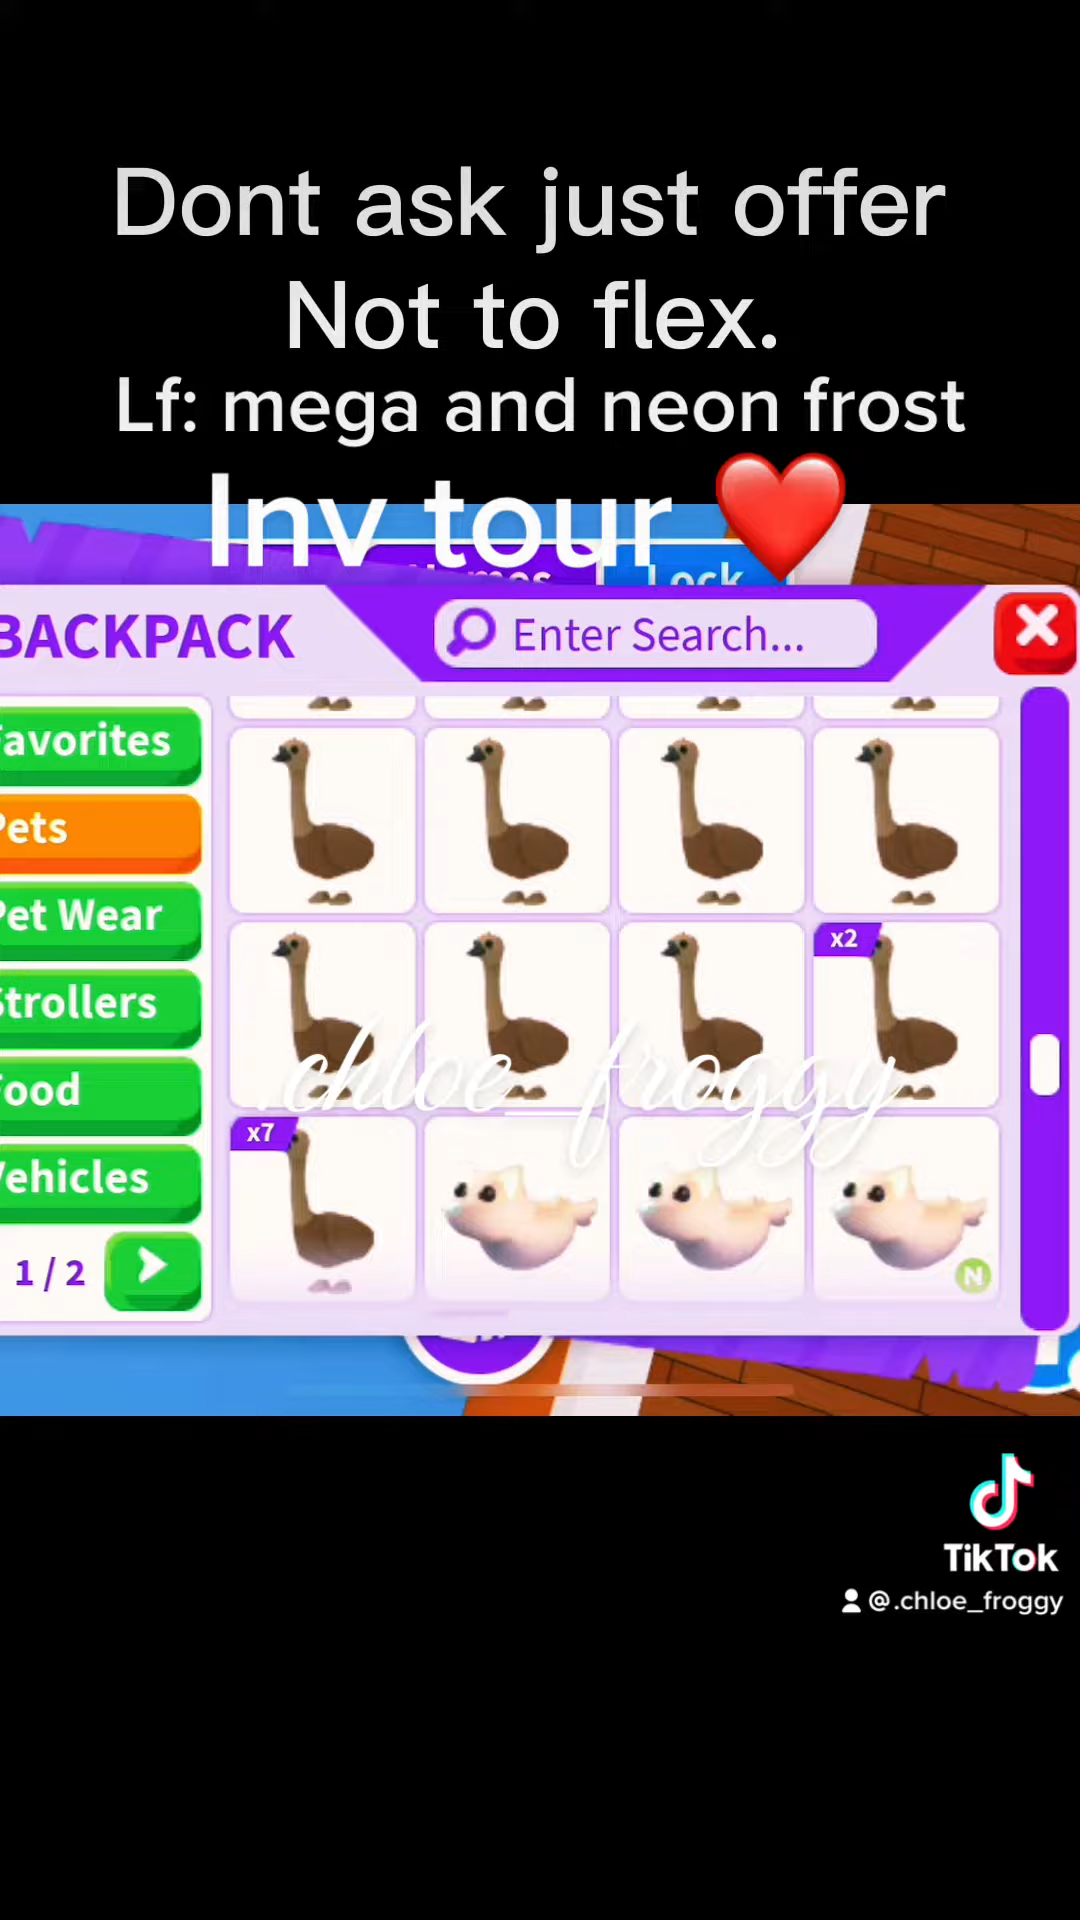 Dont ask just offer
Not to flex.
Lf: mega and neon frost
Inv tour ❤️
Lock
BACKPACK
Enter Search...
Favorites
Pets
Pet Wear
Strollers
Food
Vehicles
1 / 2
x2
.chloe_froggy
x7
N
TikTok
@.chloe_froggy